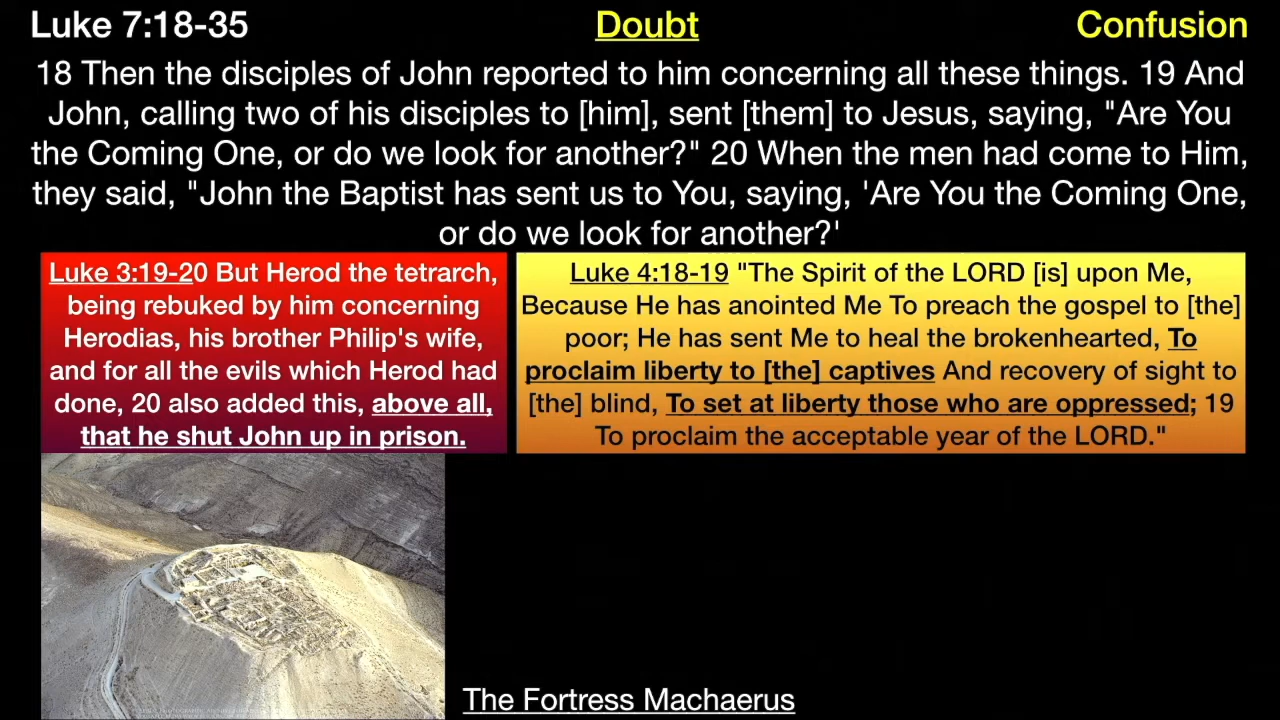 Luke 7:18-35
Doubt
Confusion
18 Then the disciples of John reported to him concerning all these things. 19 And
John, calling two of his disciples to [him], sent [them] to Jesus, saying, "Are You
the Coming One, or do we look for another?" 20 When the men had come to Him,
they said, "John the Baptist has sent us to You, saying, 'Are You the Coming One,
or do we look for another?'
Luke 3:19-20 But Herod the tetrarch,
being rebuked by him concerning
Herodias, his brother Philip's wife,
and for all the evils which Herod had
done, 20 also added this, above all,
that he shut John up in prison.
Luke 4:18-19 "The Spirit of the LORD [is] upon Me,
Because He has anointed Me To preach the gospel to [the]
poor; He has sent Me to heal the brokenhearted, To
proclaim liberty to [the] captives And recovery of sight to
[the] blind, To set at liberty those who are oppressed; 19
To proclaim the acceptable year of the LORD."
The Fortress Machaerus